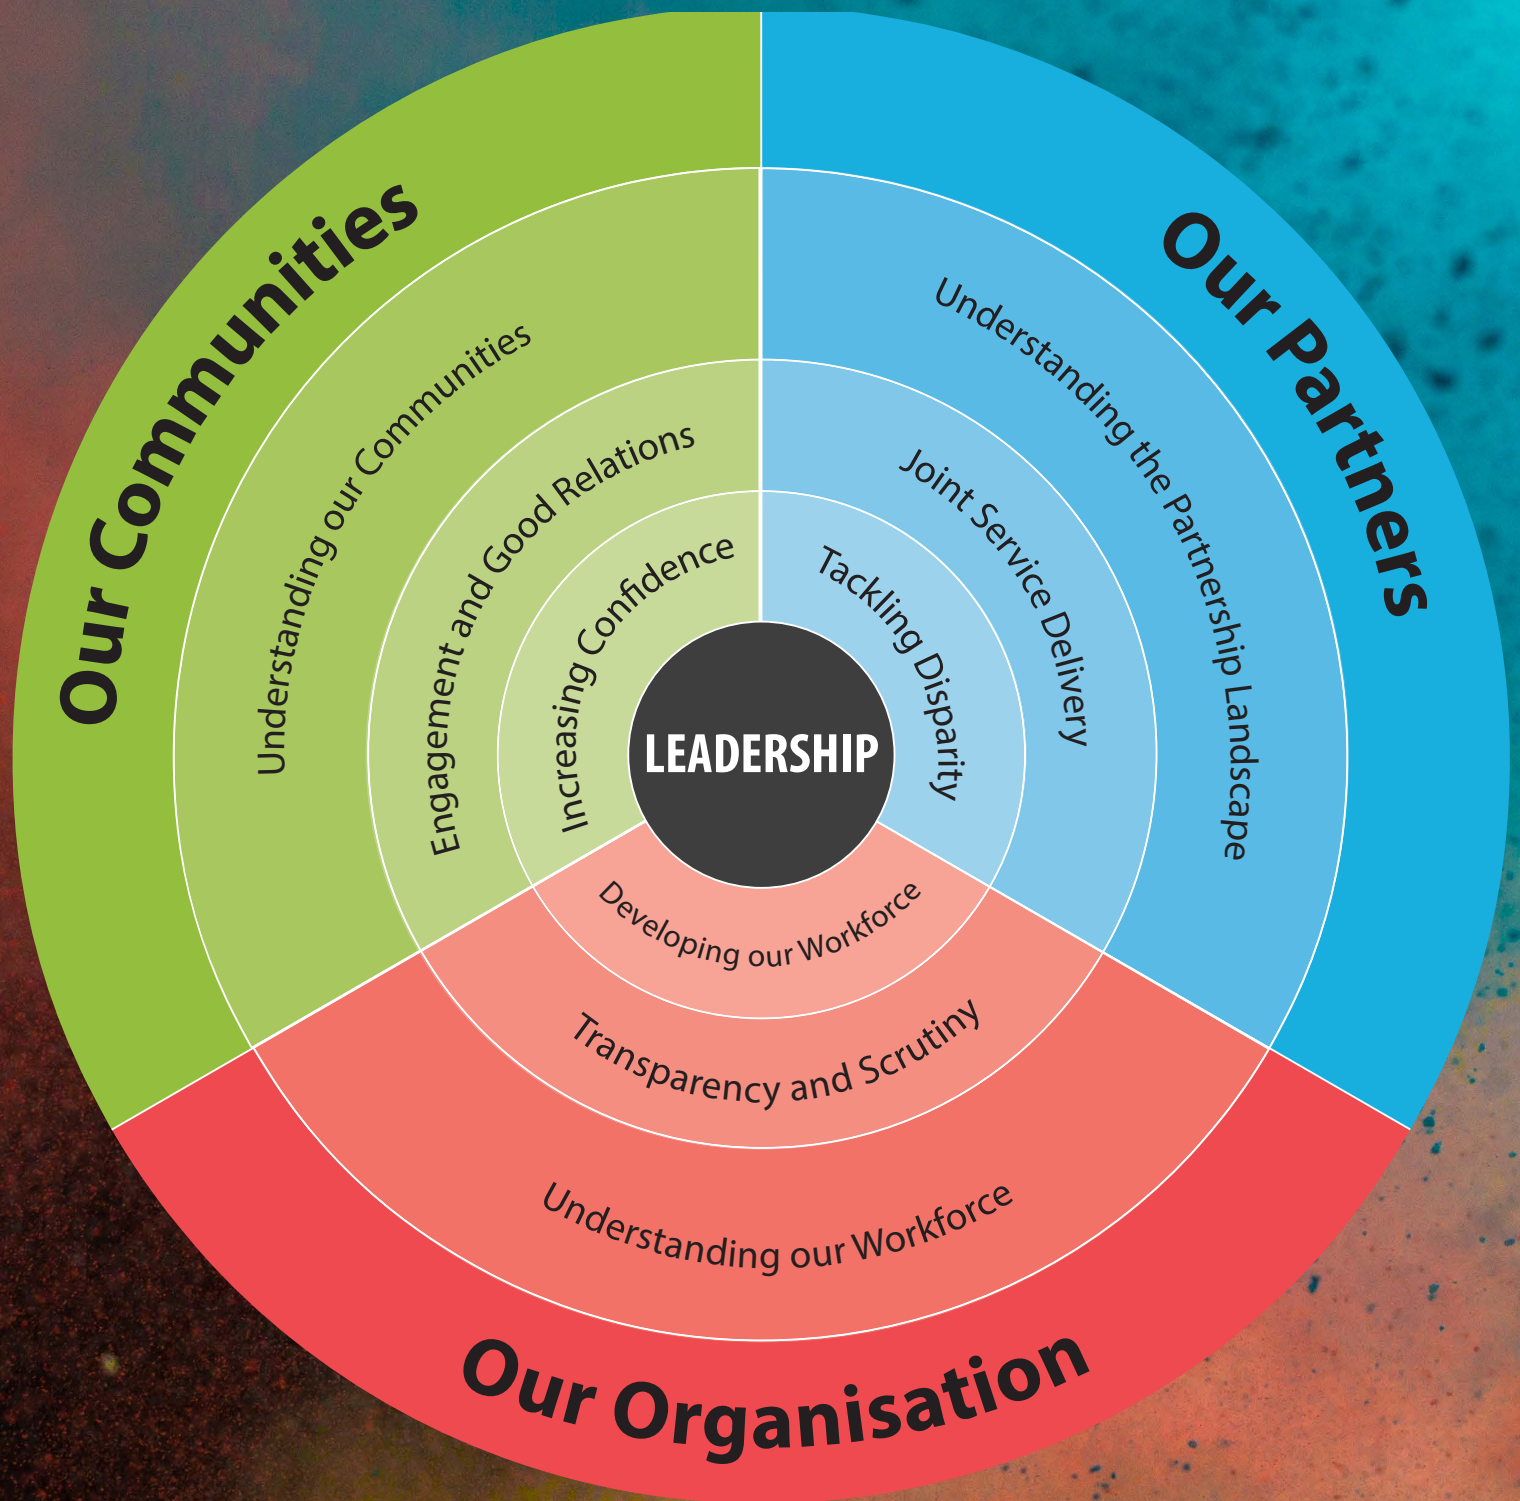 Our Communities
Understanding our Communities
Engagement and Good Relations
Increasing Confidence
Our Partners
Understanding the Partnership Landscape
Joint Service Delivery
Tackling Disparity
LEADERSHIP
Developing our Workforce
Transparency and Scrutiny
Understanding our Workforce
Our Organisation